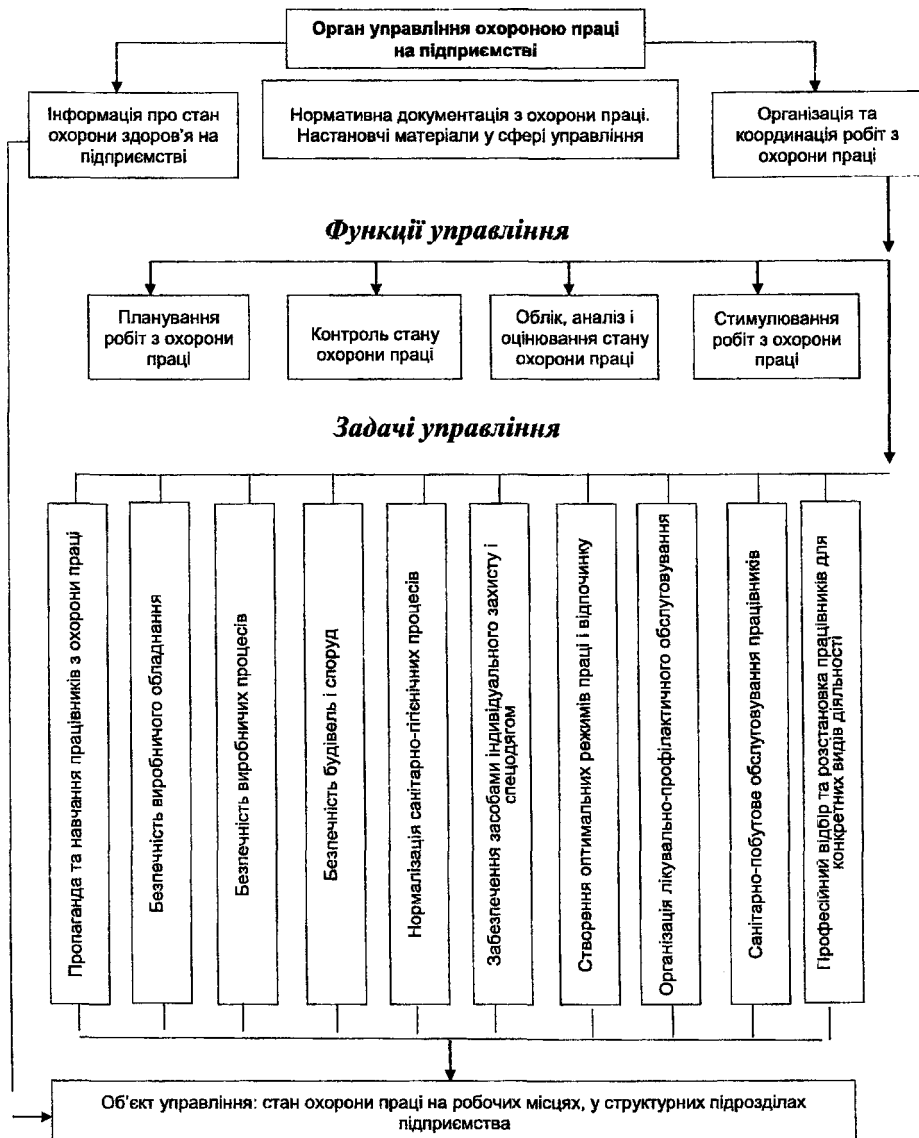 Орган управління охороною праці
на підприємстві
Інформація про стан
охорони здоров'я на
підприємстві
Нормативна документація з охорони праці.
Настановчі матеріали у сфері управління
Організація та
координація робіт з
охорони праці
Функції управління
Планування
робіт з охорони
праці
Контроль стану
охорони праці
Облік, аналіз і
оцінювання стану
охорони праці
Стимулювання
робіт з охорони
праці
Задачі управління
Пропаганда та навчання працівників з охорони праці
Безпечність виробничого обладнання
Безпечність виробничих процесів
Безпечність будівель і споруд
Нормалізація санітарно-гігієнічних процесів
Забезпечення засобами індивідуального захисту і
спецодягом
Створення оптимальних режимів праці і відпочинку
Організація лікувально-профілактичного обслуговування
Санітарно-побутове обслуговування працівників
Професійний відбір та розстановка працівників для
конкретних видів діяльності
Об'єкт управління: стан охорони праці на робочих місцях, у структурних підрозділах
підприємства